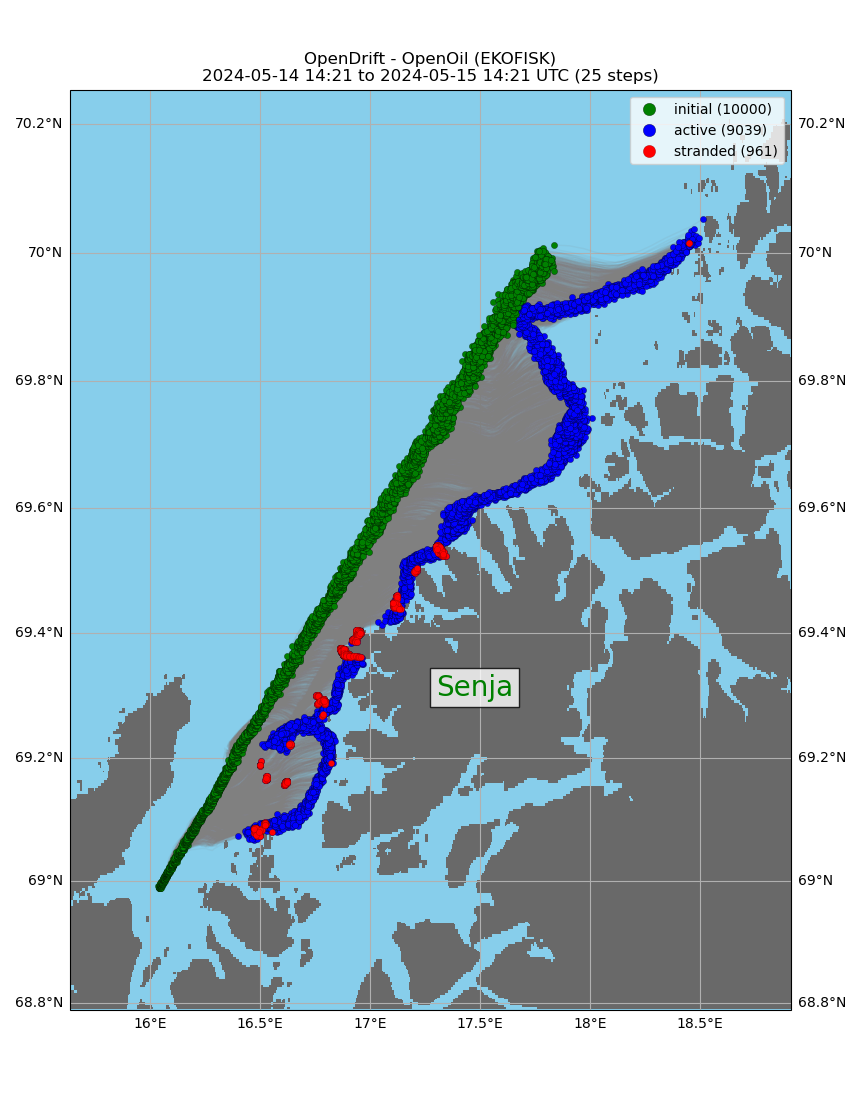 OpenDrift - OpenOil (EKOFISK)
2024-05-14 14:21 to 2024-05-15 14:21 UTC (25 steps)
initial (10000)
active (9039)
stranded (961)
70.2°N 70.2°N
70°N 70°N
69.8°N 69.8°N
69.6°N 69.6°N
69.4°N 69.4°N
Senja
69.2°N 69.2°N
69°N 69°N
68.8°N 68.8°N
16°E 16.5°E 17°E 17.5°E 18°E 18.5°E